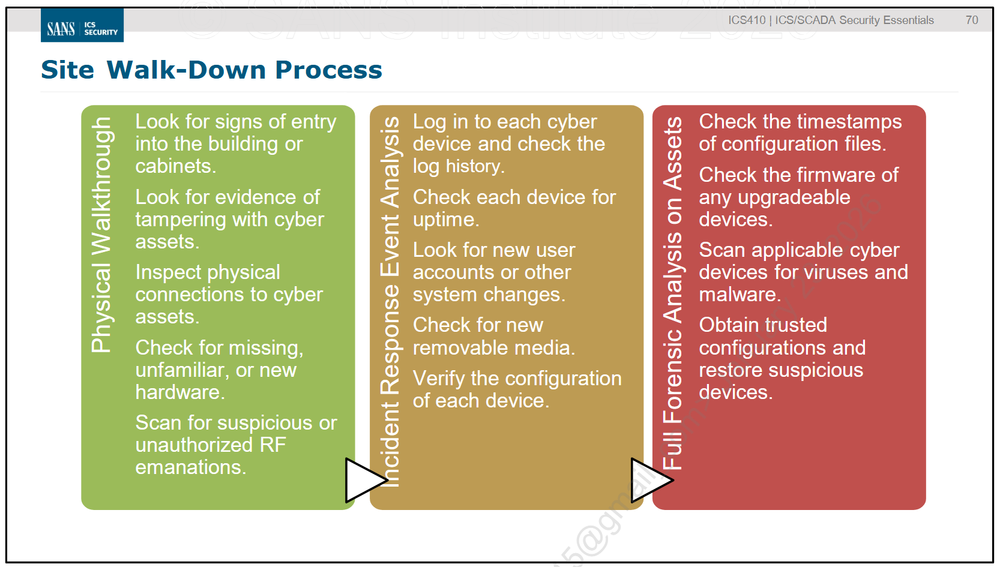 © SANS Institute 202
SANS
ICS
SECURITY
ICS410 | ICS/SCADA Security Essentials
70
Site Walk-Down Process
Physical Walkthrough
Look for signs of entry
into the building or
cabinets.
Look for evidence of
tampering with cyber
assets.
Inspect physical
connections to cyber
assets.
Check for missing,
unfamiliar, or new
hardware.
Scan for suspicious or
unauthorized RF
emanations.
Incident Response Event Analysis
Log in to each cyber
device and check the
log history.
Check each device for
uptime.
Look for new user
accounts or other
system changes.
Check for new
removable media.
Verify the configuration
of each device.
Full Forensic Analysis on Assets
Check the timestamps
of configuration files.
Check the firmware of
any upgradeable
devices.
Scan applicable cyber
devices for viruses and
malware.
Obtain trusted
configurations and
restore suspicious
devices.